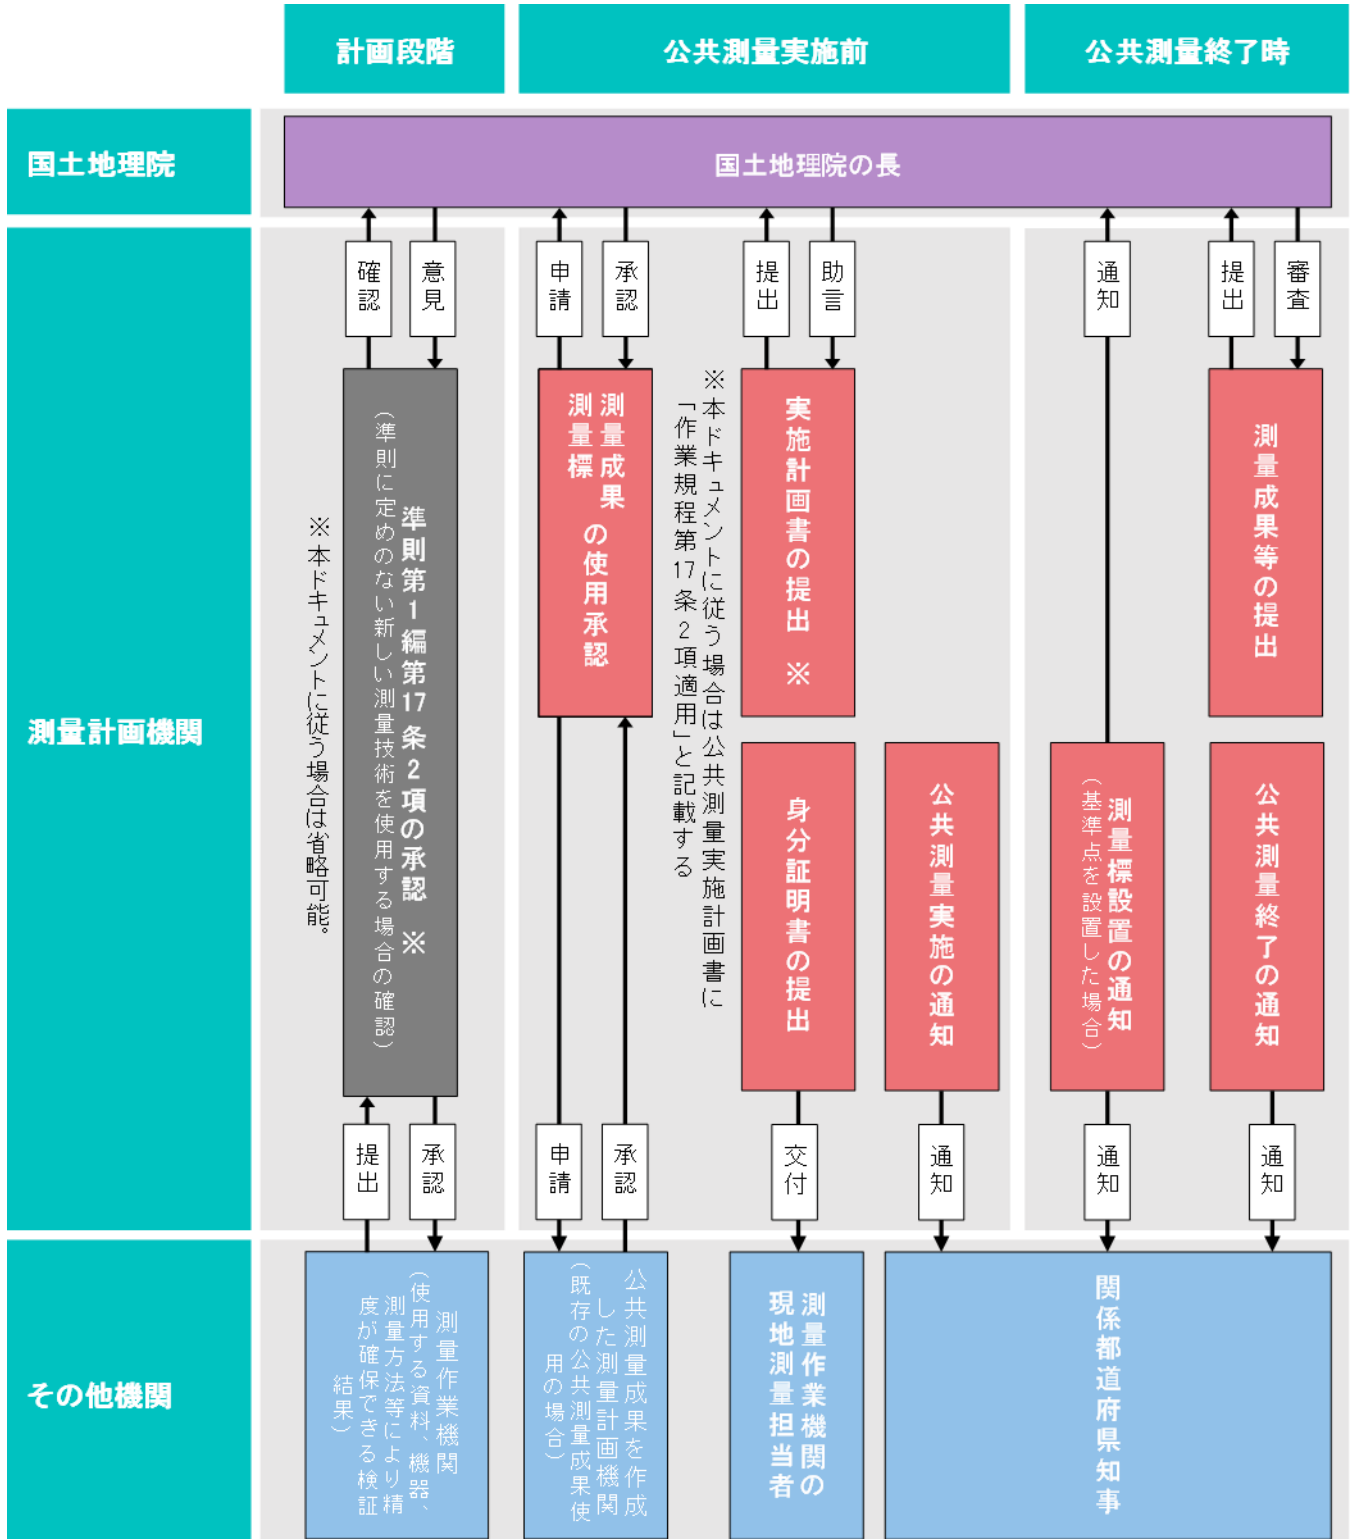 計画段階
公共測量実施前
公共測量終了時
国土地理院
国土地理院の長
測量計画機関
確認
意見
申請
承認
提出
助言
通知
提出
審査
準則第1編第17条2項の承認 ※
(準則に定めのない新しい測量技術を使用する場合の確認)
※本ドキュメントに従う場合は省略可能。
測量成果
測量標
の使用承認
実施計画書の提出 ※
※本ドキュメントに従う場合は公共測量実施計画書に
「作業規程第17条2項適用」と記載する
測量成果等の提出
身分証明書の提出
公共測量実施の通知
測量標設置の通知
(基準点を設置した場合)
公共測量終了の通知
提出
承認
申請
承認
交付
通知
通知
通知
その他機関
測量作業機関
(使用する資料、機器、
測量方法等により精
度が確保できる検証
結果)
公共測量成果を作成
した測量計画機関
(既存の公共測量成果使
用の場合)
測量作業機関の
現地測量担当者
関係都道府県知事